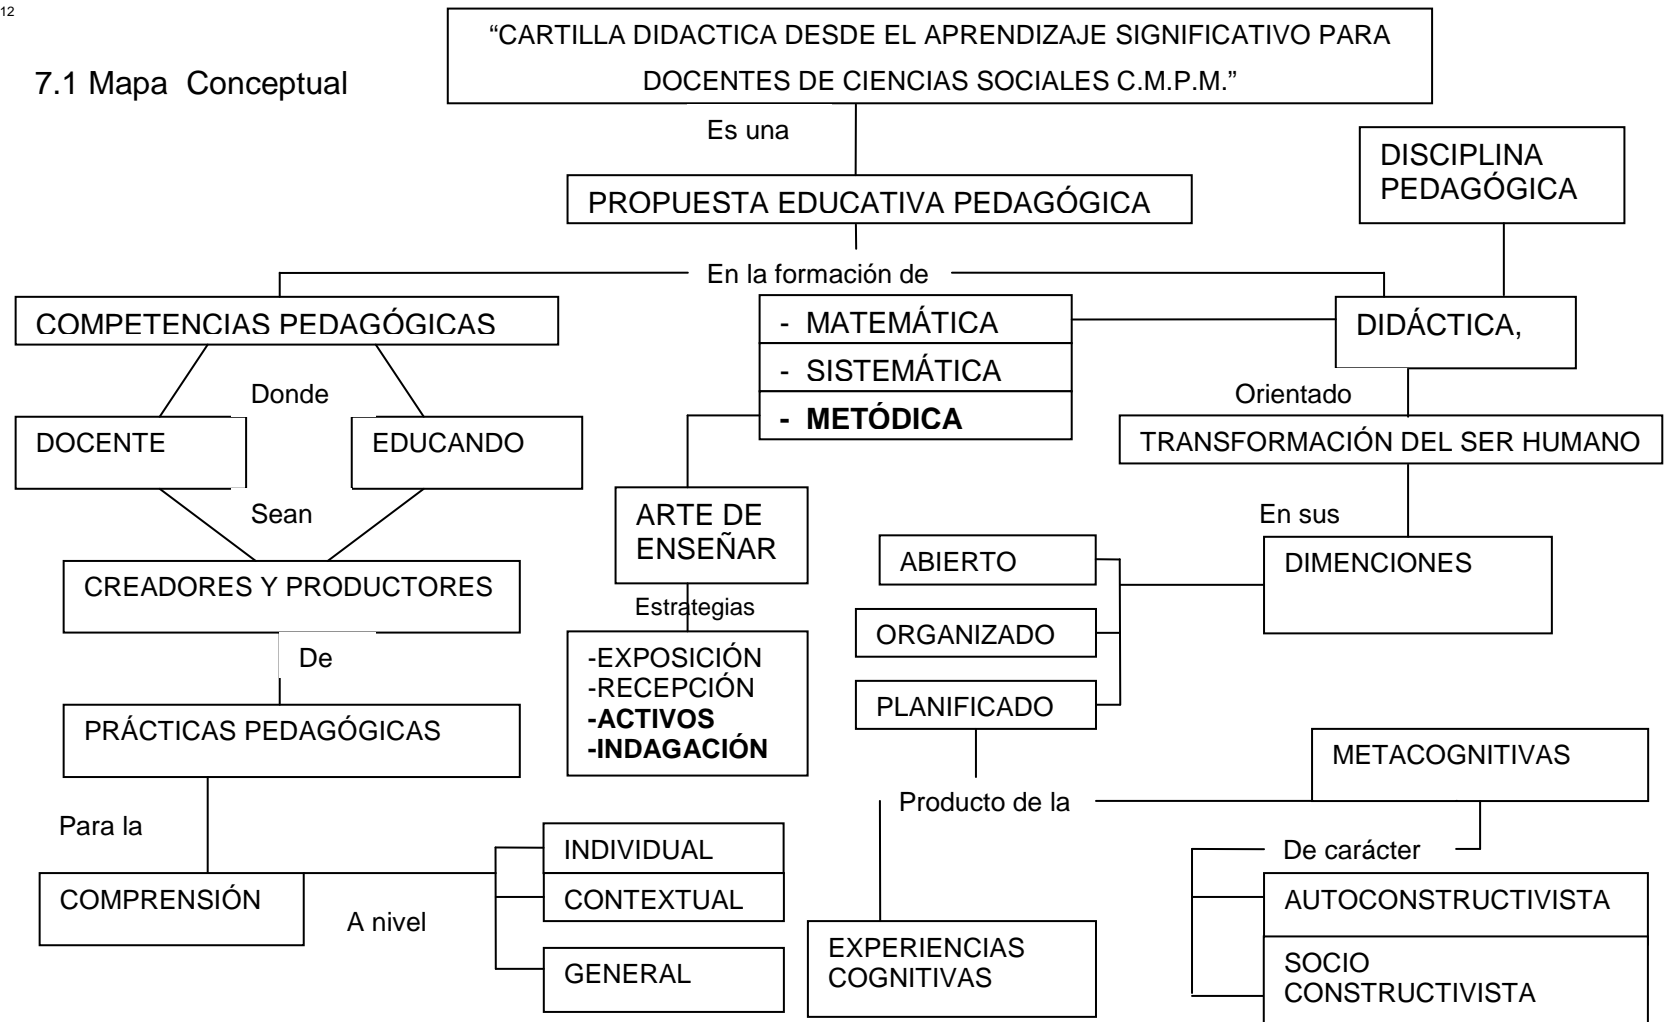 12
7.1 Mapa Conceptual
“CARTILLA DIDACTICA DESDE EL APRENDIZAJE SIGNIFICATIVO PARA
DOCENTES DE CIENCIAS SOCIALES C.M.P.M.”
Es una
PROPUESTA EDUCATIVA PEDAGÓGICA
DISCIPLINA
PEDAGÓGICA
En la formación de
COMPETENCIAS PEDAGÓGICAS
- MATEMÁTICA
- SISTEMÁTICA
- METÓDICA
DIDÁCTICA,
Donde
Orientado
DOCENTE
EDUCANDO
TRANSFORMACIÓN DEL SER HUMANO
Sean
ARTE DE
ENSEÑAR
En sus
CREADORES Y PRODUCTORES
ABIERTO
DIMENCIONES
Estrategias
ORGANIZADO
De
-EXPOSICIÓN
-RECEPCIÓN
-ACTIVOS
-INDAGACIÓN
PLANIFICADO
PRÁCTICAS PEDAGÓGICAS
METACOGNITIVAS
Producto de la
Para la
INDIVIDUAL
De carácter
COMPRENSIÓN
CONTEXTUAL
AUTOCONSTRUCTIVISTA
A nivel
GENERAL
EXPERIENCIAS
COGNITIVAS
SOCIO
CONSTRUCTIVISTA